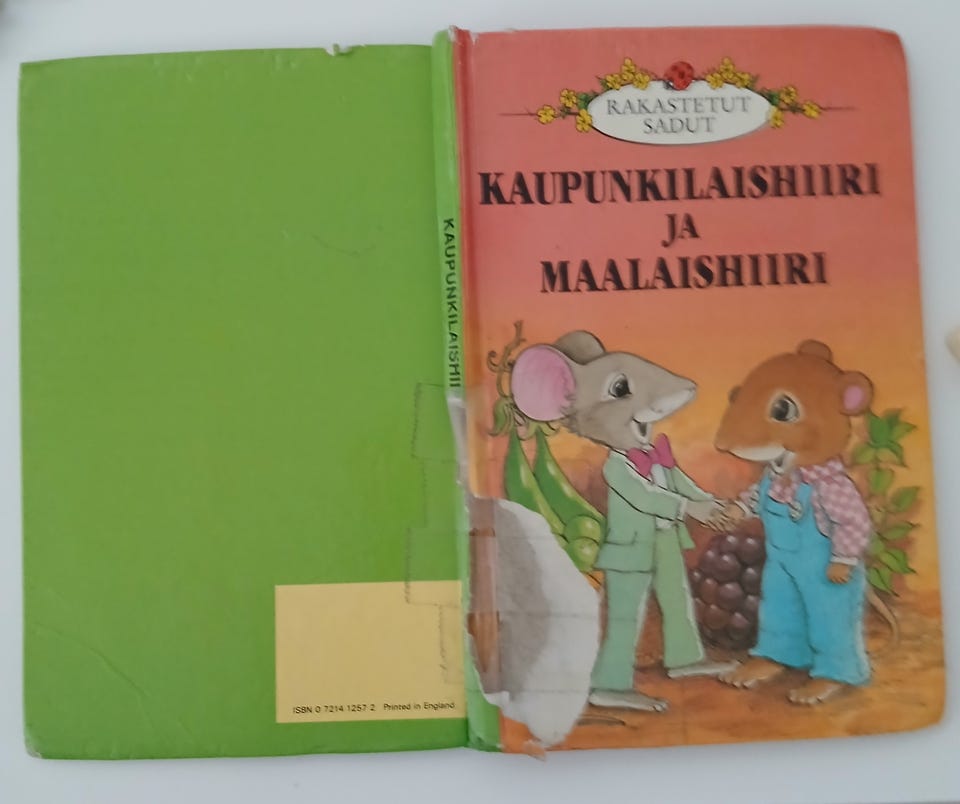 RAKASTETUT
SADUT
KAUPUNKILAISHIIRI
JA
MAALAISHIIRI
KAUPUNKILAISHII
ISBN 0 7214 1257 2 Printed in England